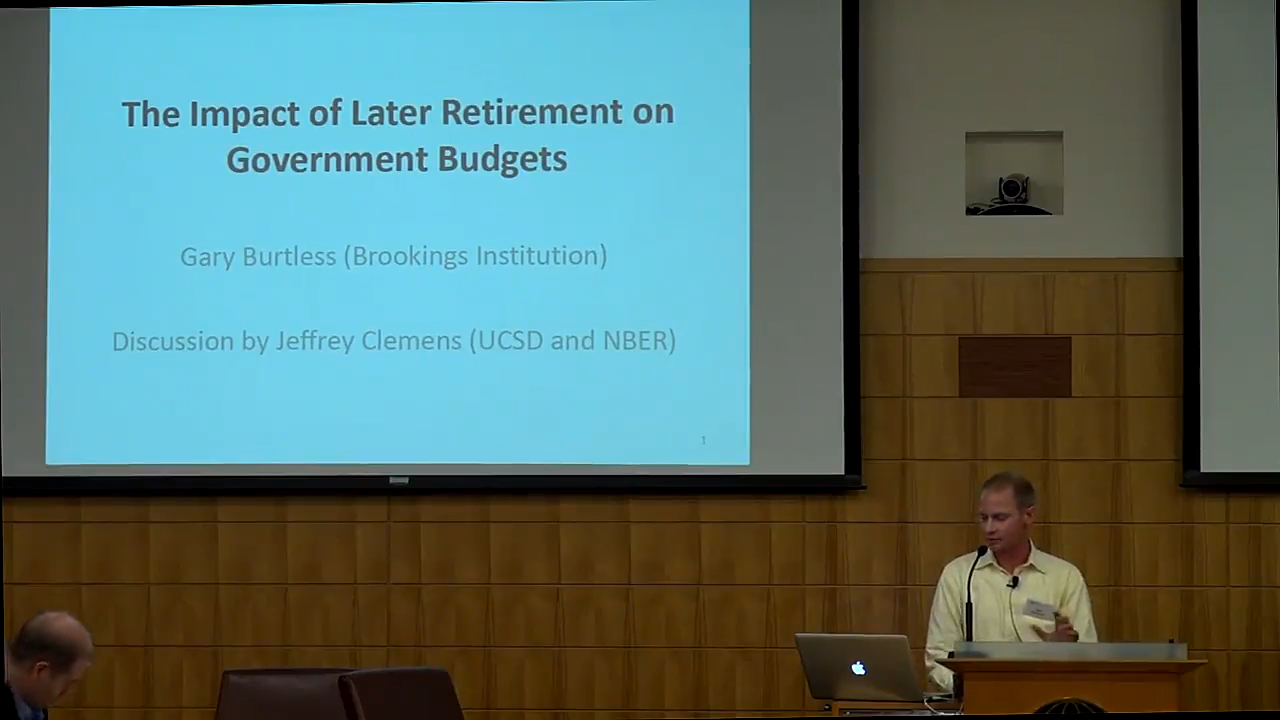 The Impact of Later Retirement on
Government Budgets
Gary Burtless (Brookings Institution)
Discussion by Jeffrey Clemens (UCSD and NBER)
1